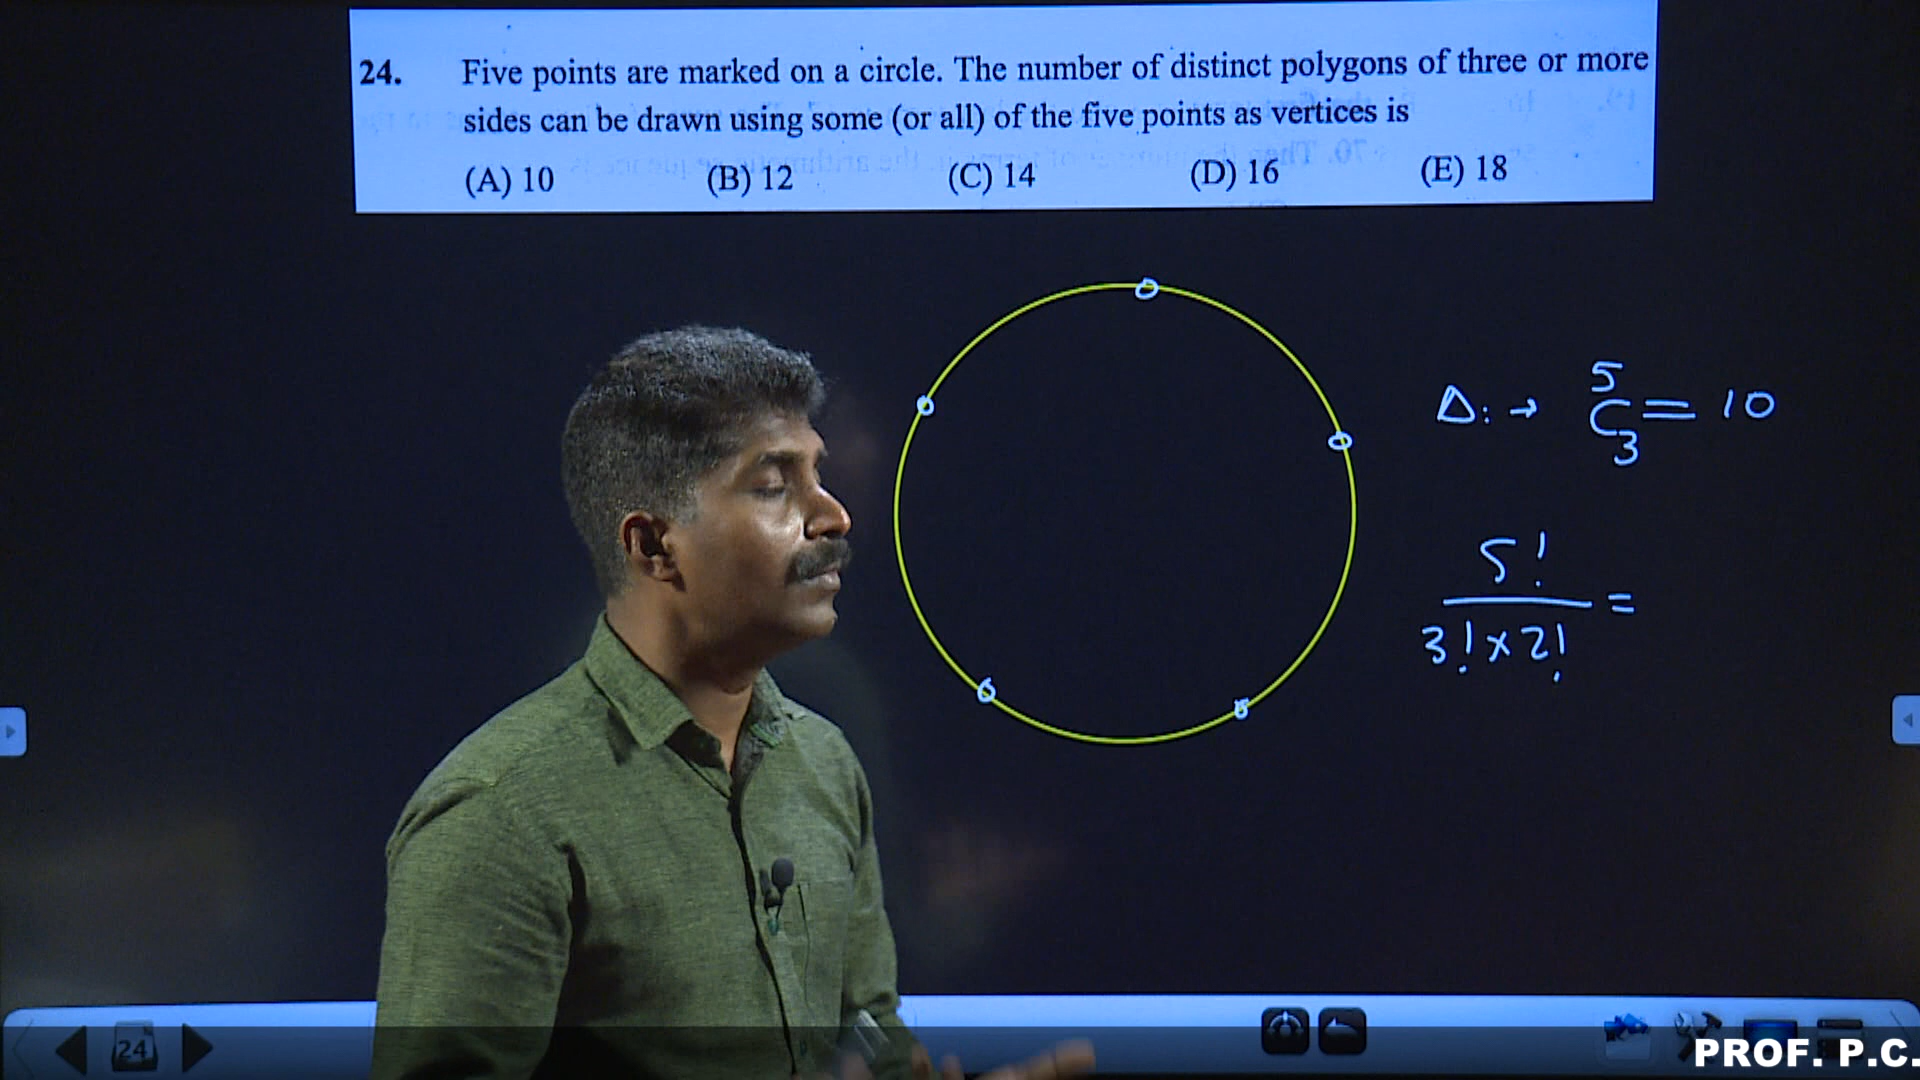 24. Five points are marked on a circle. The number of distinct polygons of three or more
sides can be drawn using some (or all) of the five points as vertices is
(A) 10 (B) 12 (C) 14 (D) 16 (E) 18
Δ: → 5C3 = 10
5!
3! × 2! =
24
PROF. P.C.